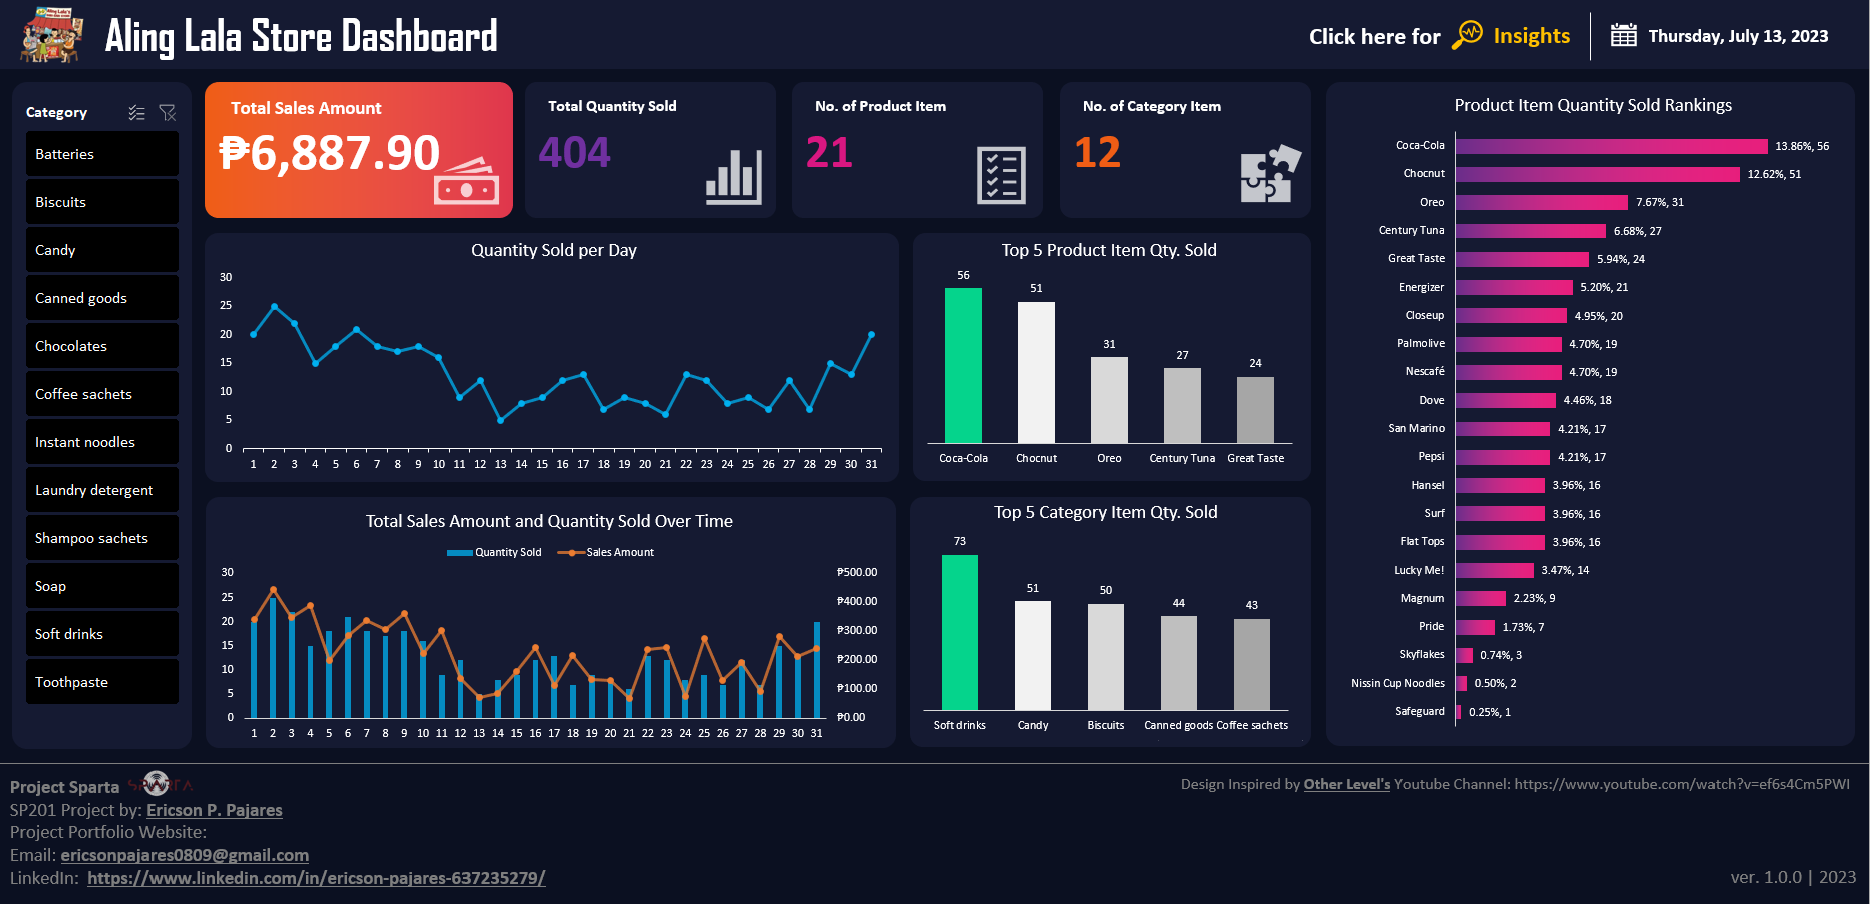 Aling Lala Store Dashboard
Click here for Insights
Thursday, July 13, 2023
Category
Batteries
Biscuits
Candy
Canned goods
Chocolates
Coffee sachets
Instant noodles
Laundry detergent
Shampoo sachets
Soap
Soft drinks
Toothpaste
Total Sales Amount
₱6,887.90
Total Quantity Sold
404
No. of Product Item
21
No. of Category Item
12
Quantity Sold per Day
30
25
20
15
10
5
0
1 2 3 4 5 6 7 8 9 10 11 12 13 14 15 16 17 18 19 20 21 22 23 24 25 26 27 28 29 30 31
Top 5 Product Item Qty. Sold
56 51 31 27 24
Coca-Cola Chocnut Oreo Century Tuna Great Taste
Total Sales Amount and Quantity Sold Over Time
Quantity Sold Sales Amount
30 ₱500.00
25 ₱400.00
20 ₱300.00
15 ₱200.00
10 ₱100.00
5 ₱0.00
0
1 2 3 4 5 6 7 8 9 10 11 12 13 14 15 16 17 18 19 20 21 22 23 24 25 26 27 28 29 30 31
Top 5 Category Item Qty. Sold
73 51 50 44 43
Soft drinks Candy Biscuits Canned goods Coffee sachets
Product Item Quantity Sold Rankings
Coca-Cola 13.86%, 56
Chocnut 12.62%, 51
Oreo 7.67%, 31
Century Tuna 6.68%, 27
Great Taste 5.94%, 24
Energizer 5.20%, 21
Closeup 4.95%, 20
Palmolive 4.70%, 19
Nescafé 4.70%, 19
Dove 4.46%, 18
San Marino 4.21%, 17
Pepsi 4.21%, 17
Hansel 3.96%, 16
Surf 3.96%, 16
Flat Tops 3.96%, 16
Lucky Me! 3.47%, 14
Magnum 2.23%, 9
Pride 1.73%, 7
Skyflakes 0.74%, 3
Nissin Cup Noodles 0.50%, 2
Safeguard 0.25%, 1
Project Sparta
SP201 Project by: Ericson P. Pajares
Project Portfolio Website:
Email: ericsonpajares0809@gmail.com
LinkedIn: https://www.linkedin.com/in/ericson-pajares-637235279/
Design Inspired by Other Level's Youtube Channel: https://www.youtube.com/watch?v=ef6s4Cm5PWI
ver. 1.0.0 | 2023